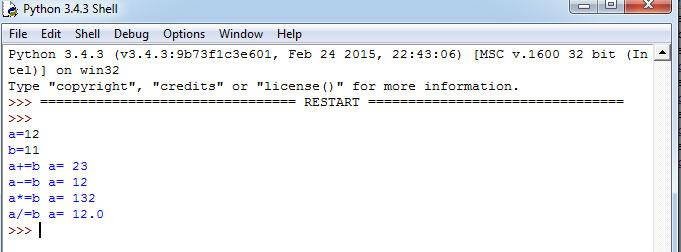 Python 3.4.3 Shell
File Edit Shell Debug Options Window Help
Python 3.4.3 (v3.4.3:9b73f1c3e601, Feb 24 2015, 22:43:06) [MSC v.1600 32 bit (In
tel)] on win32
Type "copyright", "credits" or "license()" for more information.
>>> ================================ RESTART ================================
>>>
a=12
b=11
a+=b a= 23
a-=b a= 12
a*=b a= 132
a/=b a= 12.0
>>>